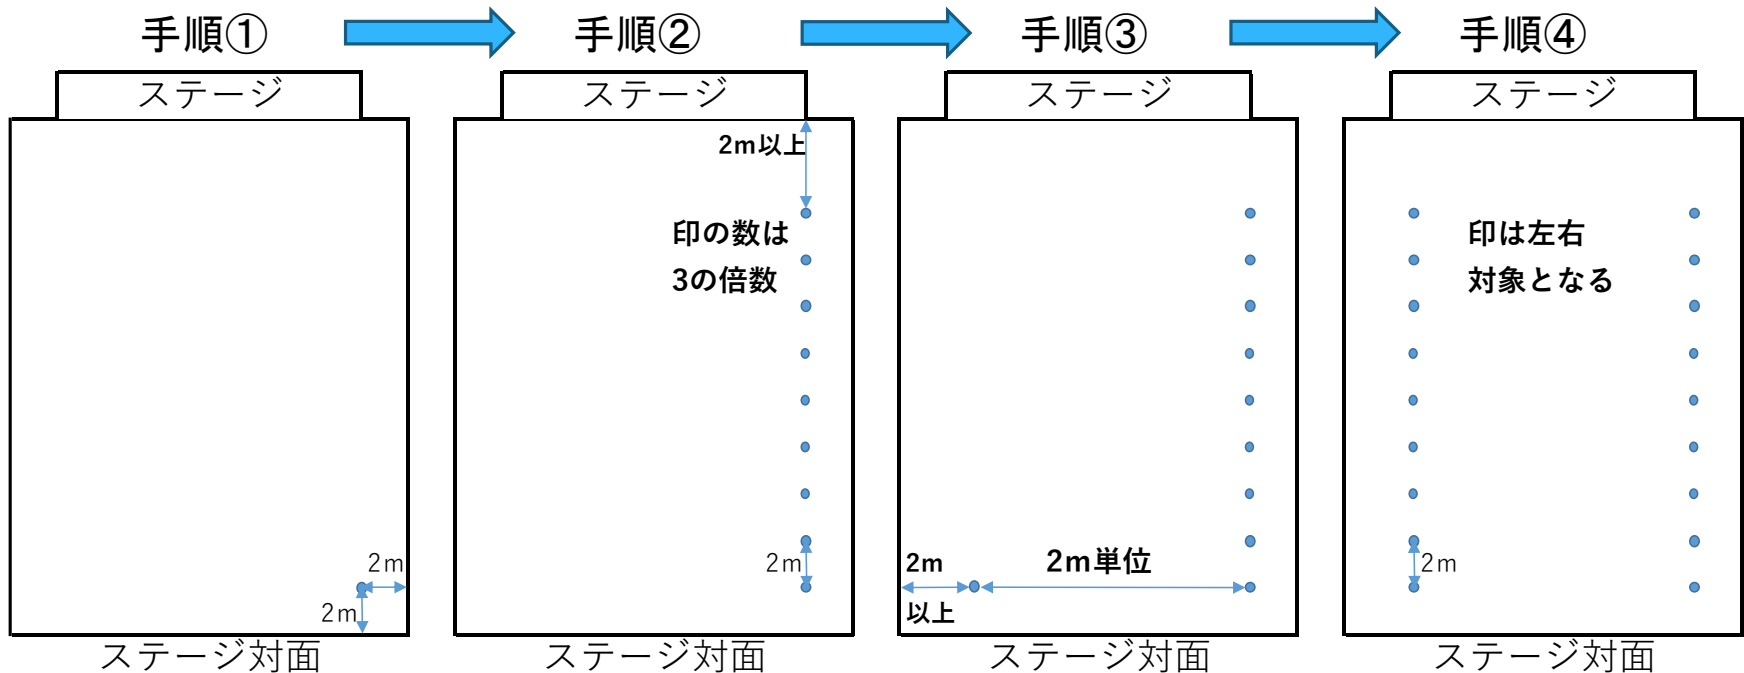 手順①
手順②
手順③
手順④
ステージ
2m
2m
ステージ対面
ステージ
2m以上
印の数は
3の倍数
2m
ステージ対面
ステージ
2m
以上
2m単位
ステージ対面
ステージ
印は左右
対象となる
2m
ステージ対面